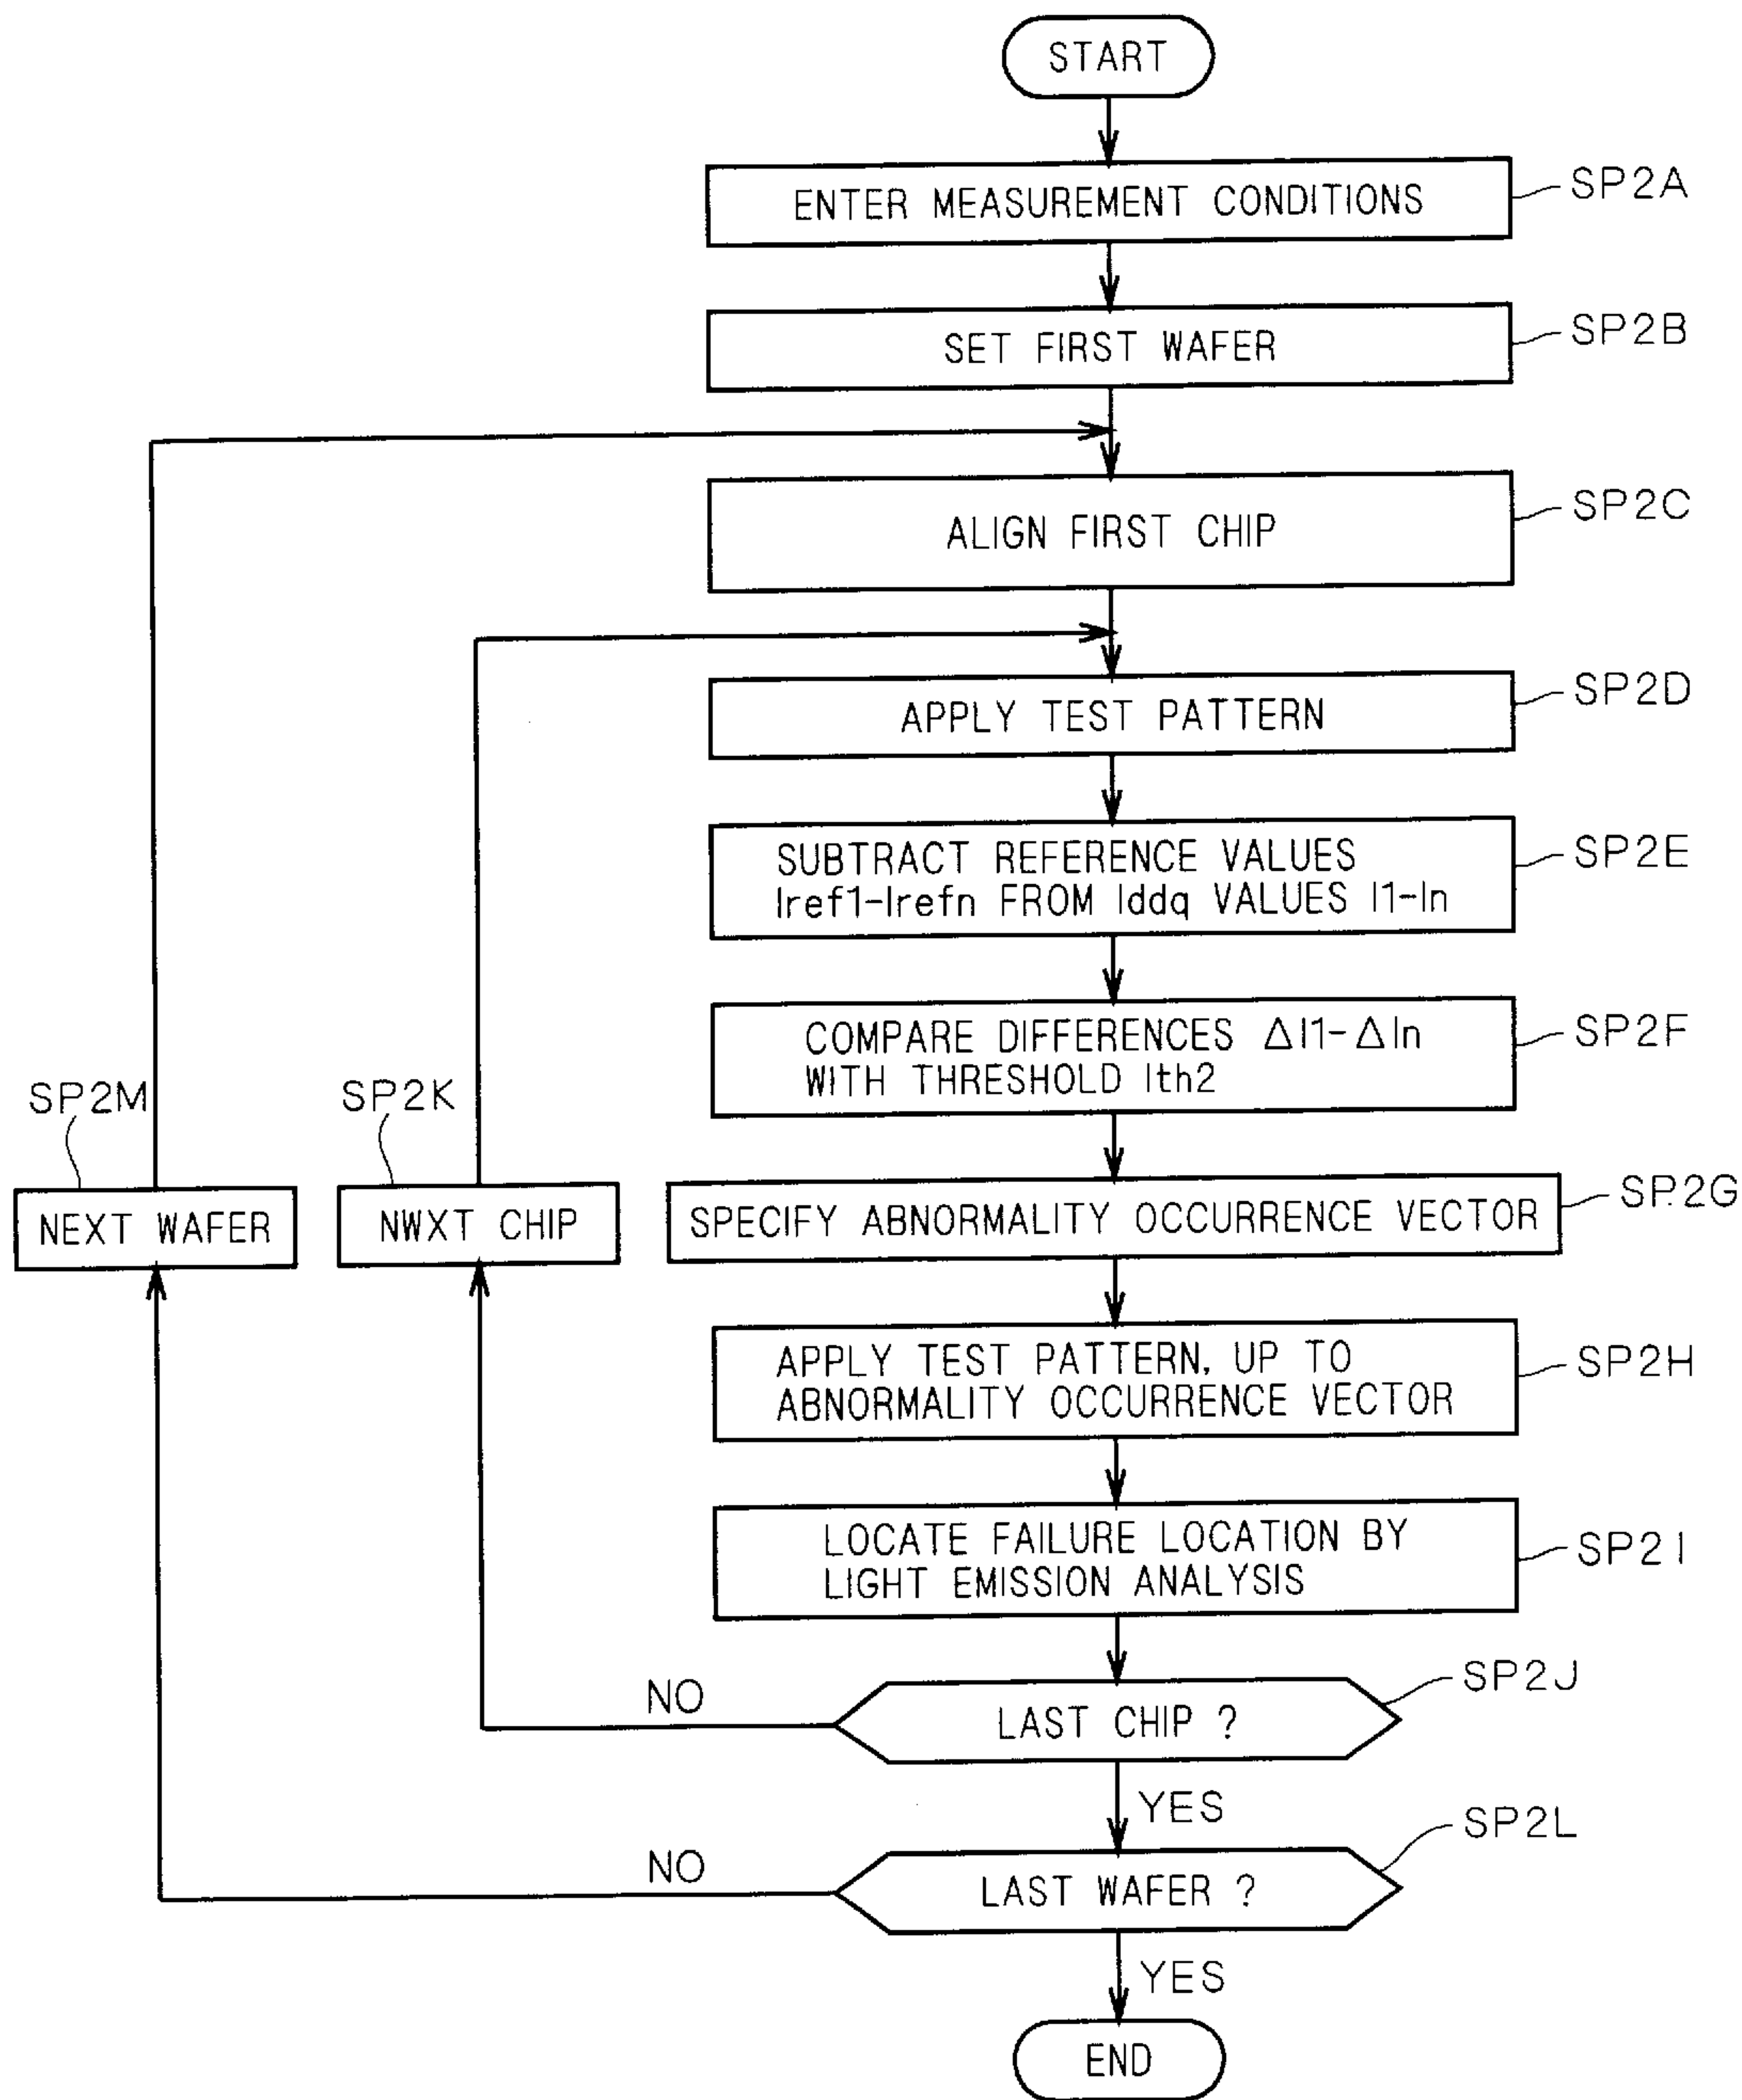 START
ENTER MEASUREMENT CONDITIONS
SP2A
SET FIRST WAFER
SP2B
ALIGN FIRST CHIP
SP2C
APPLY TEST PATTERN
SP2D
SUBTRACT REFERENCE VALUES
Iref1-Irefn FROM Iddq VALUES I1-In
SP2E
COMPARE DIFFERENCES ΔI1-ΔIn
WITH THRESHOLD Ith2
SP2F
SP2M
NEXT WAFER
SP2K
NWXT CHIP
SPECIFY ABNORMALITY OCCURRENCE VECTOR
SP2G
APPLY TEST PATTERN, UP TO
ABNORMALITY OCCURRENCE VECTOR
SP2H
LOCATE FAILURE LOCATION BY
LIGHT EMISSION ANALYSIS
SP2I
LAST CHIP ?
SP2J
NO
YES
LAST WAFER ?
SP2L
NO
YES
END